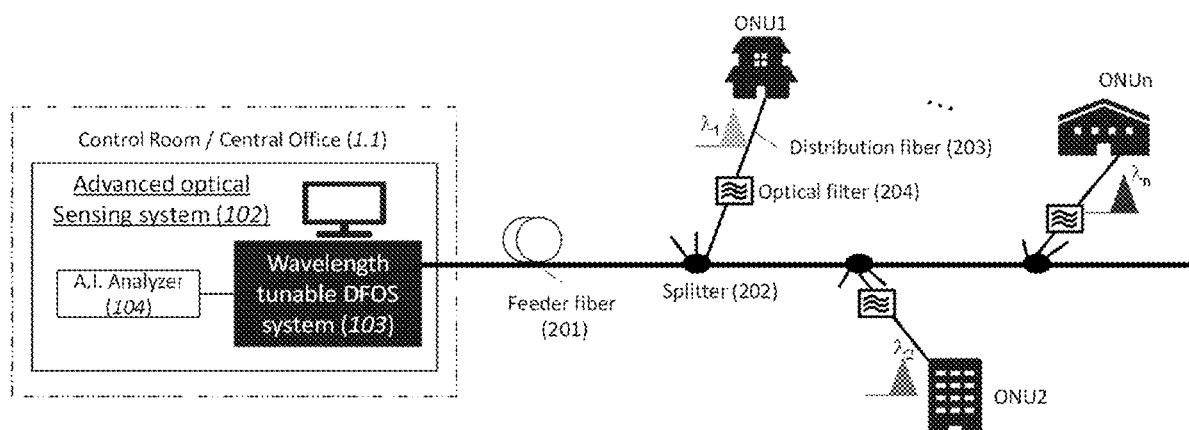 ONU1
ONUn
...
Control Room / Central Office (1.1)
λ1
Distribution fiber (203)
Advanced optical
Sensing system (102)
Optical filter (204)
λn
Wavelength
tunable DFOS
system (103)
A.I. Analyzer
(104)
Feeder fiber
(201)
Splitter (202)
λ2
ONU2